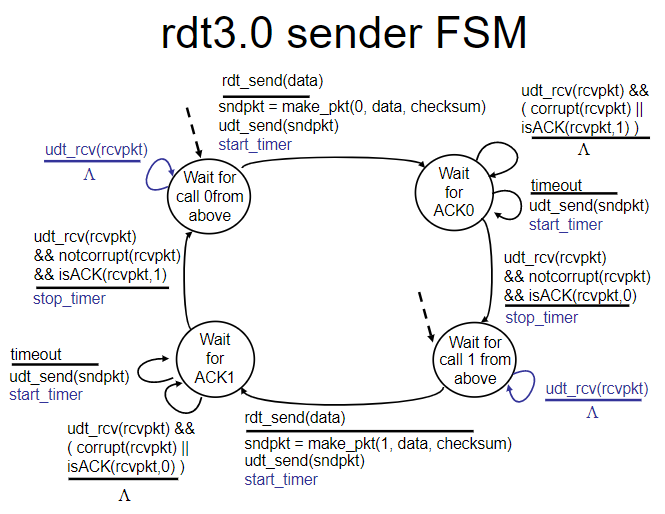 rdt3.0 sender FSM
rdt_send(data)
sndpkt = make_pkt(0, data, checksum)
udt_send(sndpkt)
start_timer
udt_rcv(rcvpkt) &&
( corrupt(rcvpkt) ||
isACK(rcvpkt,1) )
Λ
udt_rcv(rcvpkt)
Λ
Wait for
call 0from
above
Wait
for
ACK0
timeout
udt_send(sndpkt)
start_timer
udt_rcv(rcvpkt)
&& notcorrupt(rcvpkt)
&& isACK(rcvpkt,1)
stop_timer
udt_rcv(rcvpkt)
&& notcorrupt(rcvpkt)
&& isACK(rcvpkt,0)
stop_timer
Wait
for
ACK1
Wait for
call 1 from
above
timeout
udt_send(sndpkt)
start_timer
udt_rcv(rcvpkt)
Λ
rdt_send(data)
sndpkt = make_pkt(1, data, checksum)
udt_send(sndpkt)
start_timer
udt_rcv(rcvpkt) &&
( corrupt(rcvpkt) ||
isACK(rcvpkt,0) )
Λ